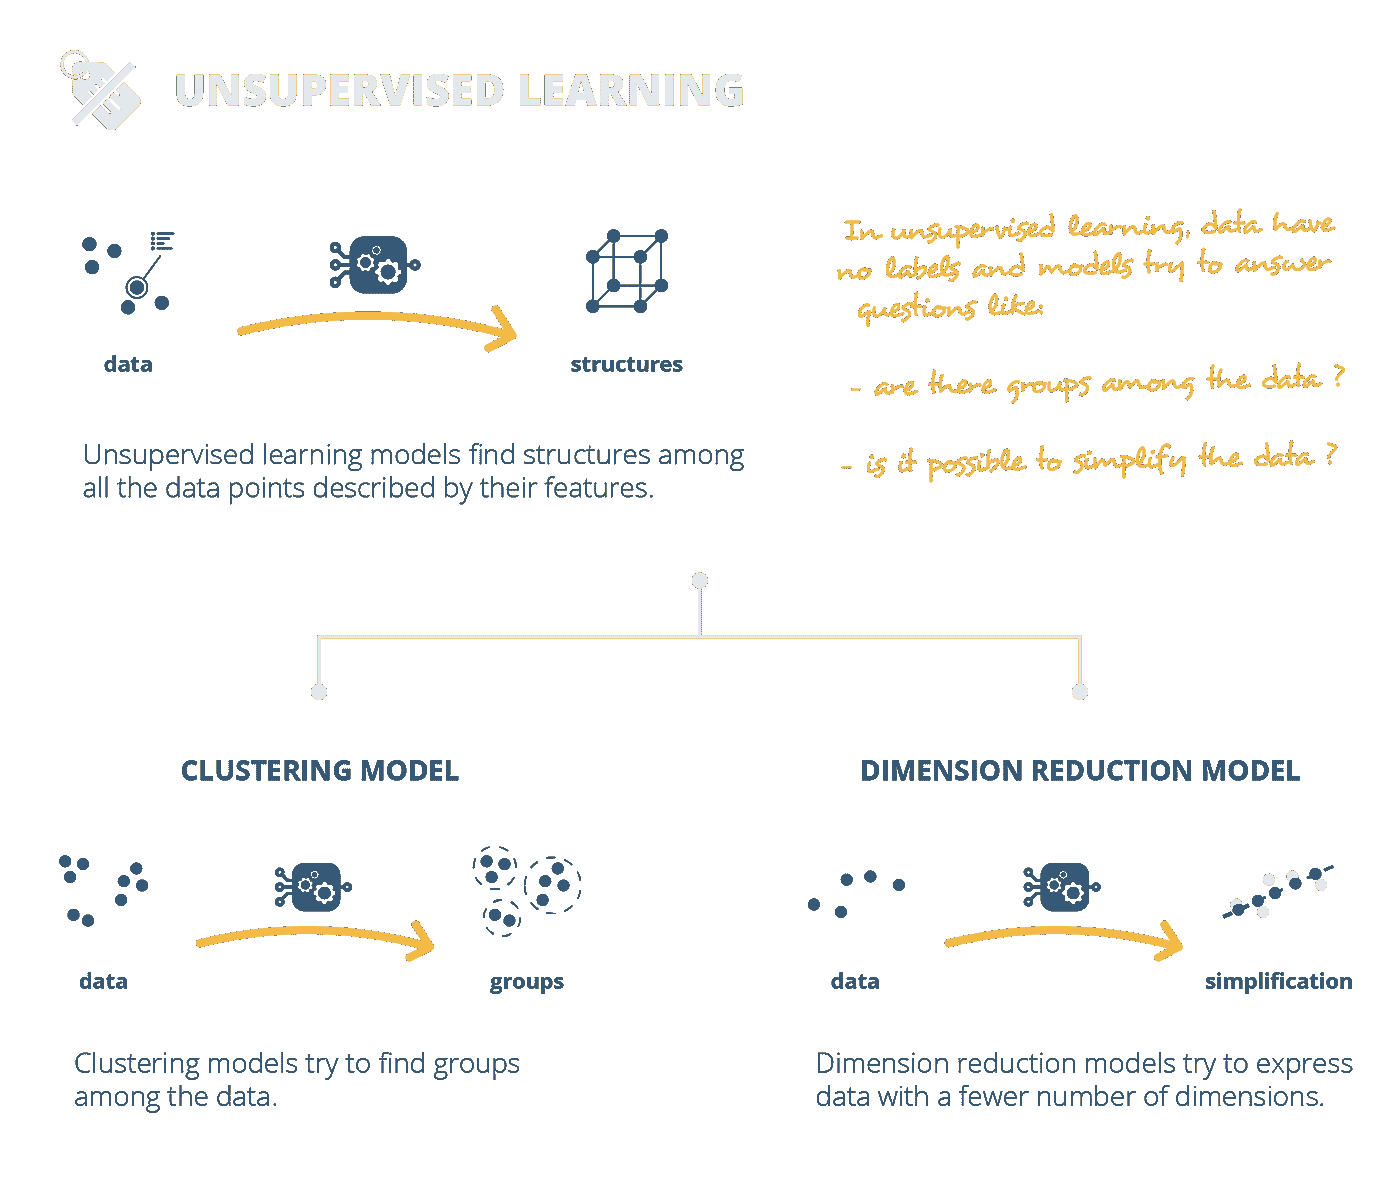 UNSUPERVISED LEARNING
data
structures
Unsupervised learning models find structures among
all the data points described by their features.
In unsupervised learning, data have
no labels and models try to answer
questions like:
- are there groups among the data ?
- is it possible to simplify the data ?
CLUSTERING MODEL
data
groups
Clustering models try to find groups
among the data.
DIMENSION REDUCTION MODEL
data
simplification
Dimension reduction models try to express
data with a fewer number of dimensions.